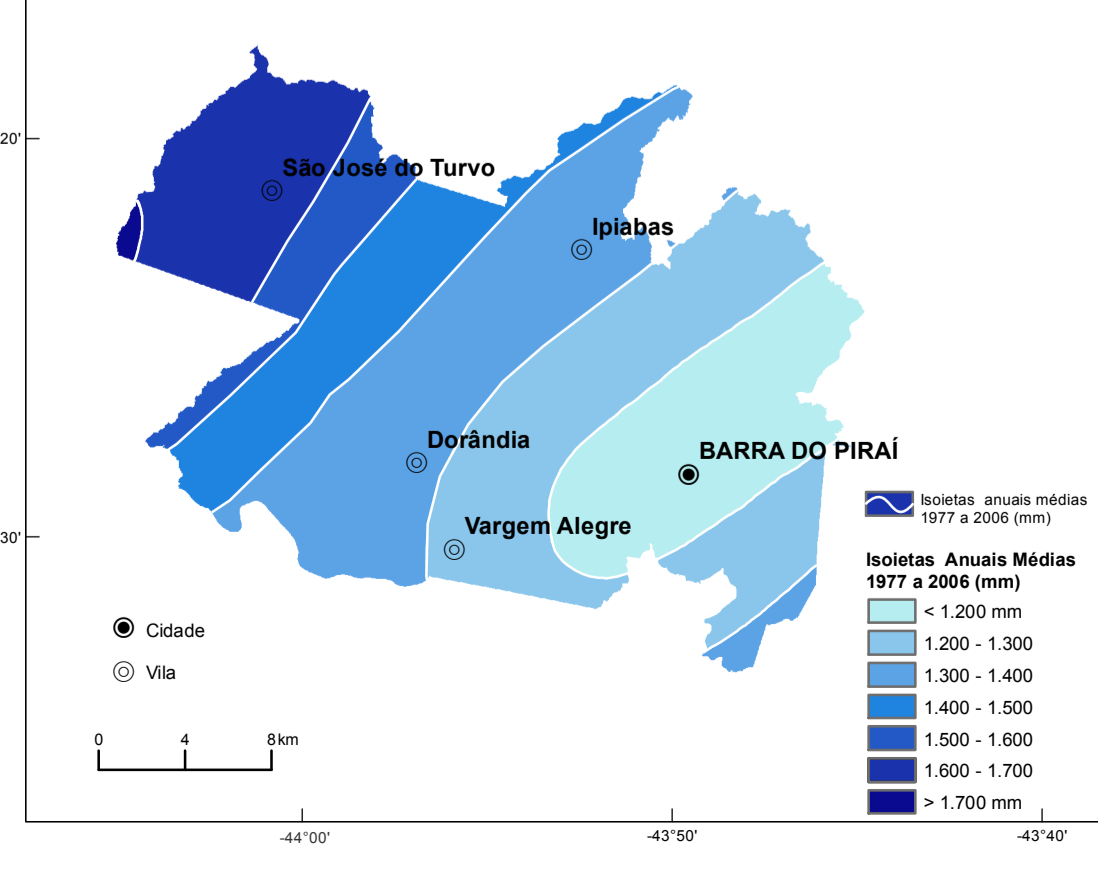 20'
São José do Turvo
Ipiabas
Dorândia
BARRA DO PIRAÍ
Vargem Alegre
30'
Isoietas anuais médias
1977 a 2006 (mm)
Isoietas Anuais Médias
1977 a 2006 (mm)
< 1.200 mm
1.200 - 1.300
1.300 - 1.400
1.400 - 1.500
1.500 - 1.600
1.600 - 1.700
> 1.700 mm
Cidade
Vila
0 4 8 km
-44°00' -43°50' -43°40'